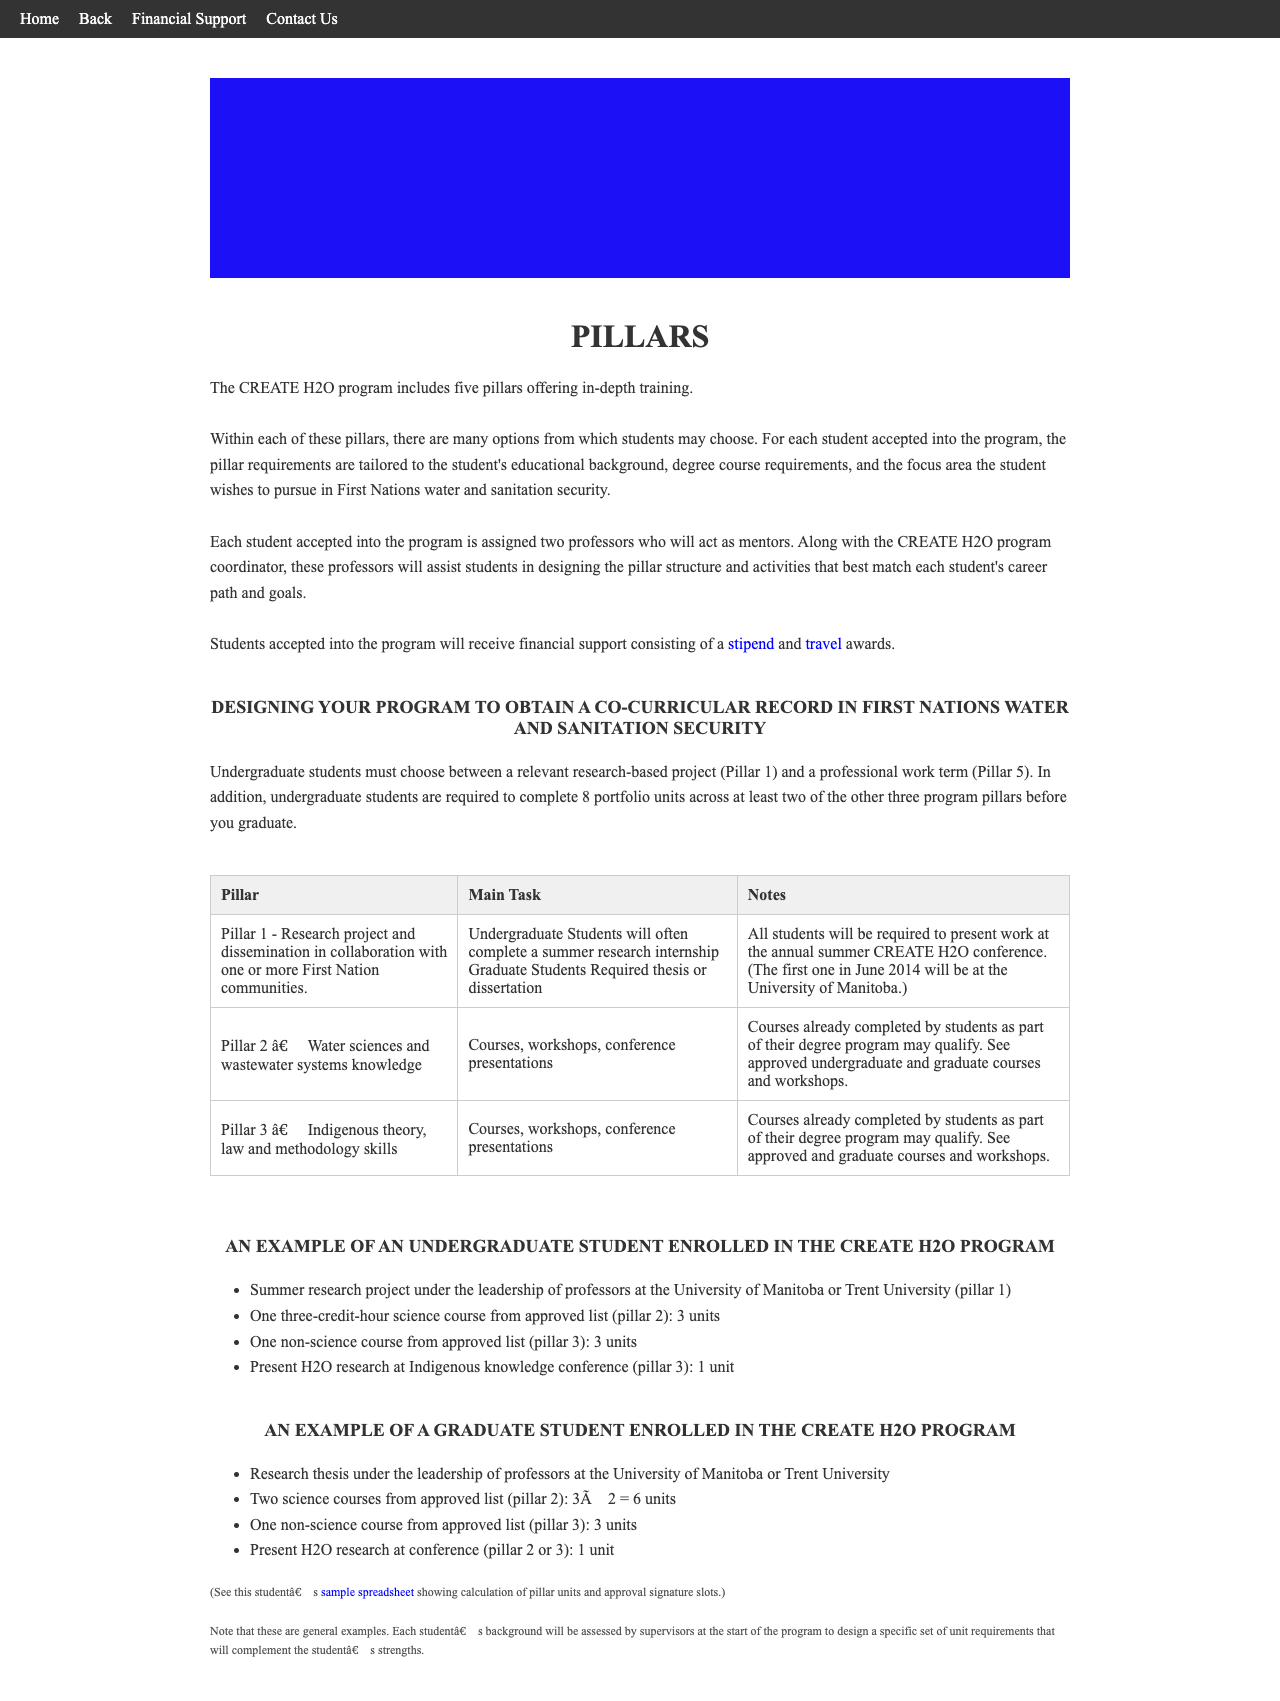 Home Back Financial Support Contact Us
PILLARS
The CREATE H2O program includes five pillars offering in-depth training.
Within each of these pillars, there are many options from which students may choose. For each student accepted into the program, the
pillar requirements are tailored to the student's educational background, degree course requirements, and the focus area the student
wishes to pursue in First Nations water and sanitation security.
Each student accepted into the program is assigned two professors who will act as mentors. Along with the CREATE H2O program
coordinator, these professors will assist students in designing the pillar structure and activities that best match each student's career
path and goals.
Students accepted into the program will receive financial support consisting of a stipend and travel awards.
DESIGNING YOUR PROGRAM TO OBTAIN A CO-CURRICULAR RECORD IN FIRST NATIONS WATER
AND SANITATION SECURITY
Undergraduate students must choose between a relevant research-based project (Pillar 1) and a professional work term (Pillar 5). In
addition, undergraduate students are required to complete 8 portfolio units across at least two of the other three program pillars before
you graduate.
Pillar
Main Task
Notes
Pillar 1 - Research project and
dissemination in collaboration with
one or more First Nation
communities.
Undergraduate Students will often
complete a summer research internship
Graduate Students Required thesis or
dissertation
All students will be required to present work at
the annual summer CREATE H2O conference.
(The first one in June 2014 will be at the
University of Manitoba.)
Pillar 2 â€ Water sciences and
wastewater systems knowledge
Courses, workshops, conference
presentations
Courses already completed by students as part
of their degree program may qualify. See
approved undergraduate and graduate courses
and workshops.
Pillar 3 â€ Indigenous theory,
law and methodology skills
Courses, workshops, conference
presentations
Courses already completed by students as part
of their degree program may qualify. See
approved and graduate courses and workshops.
AN EXAMPLE OF AN UNDERGRADUATE STUDENT ENROLLED IN THE CREATE H2O PROGRAM
• Summer research project under the leadership of professors at the University of Manitoba or Trent University (pillar 1)
• One three-credit-hour science course from approved list (pillar 2): 3 units
• One non-science course from approved list (pillar 3): 3 units
• Present H2O research at Indigenous knowledge conference (pillar 3): 1 unit
AN EXAMPLE OF A GRADUATE STUDENT ENROLLED IN THE CREATE H2O PROGRAM
• Research thesis under the leadership of professors at the University of Manitoba or Trent University
• Two science courses from approved list (pillar 2): 3Ã 2 = 6 units
• One non-science course from approved list (pillar 3): 3 units
• Present H2O research at conference (pillar 2 or 3): 1 unit
(See this studentâ€ s sample spreadsheet showing calculation of pillar units and approval signature slots.)
Note that these are general examples. Each studentâ€ s background will be assessed by supervisors at the start of the program to design a specific set of unit requirements that
will complement the studentâ€ s strengths.